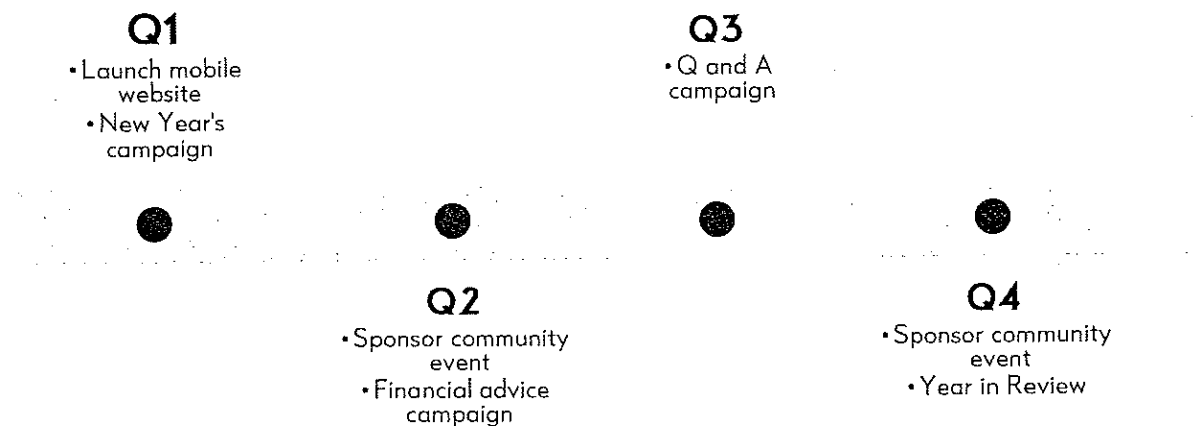 Q1
•Launch mobile
website
•New Year's
campaign
Q3
•Q and A
campaign
Q2
•Sponsor community
event
•Financial advice
campaign
Q4
•Sponsor community
event
•Year in Review